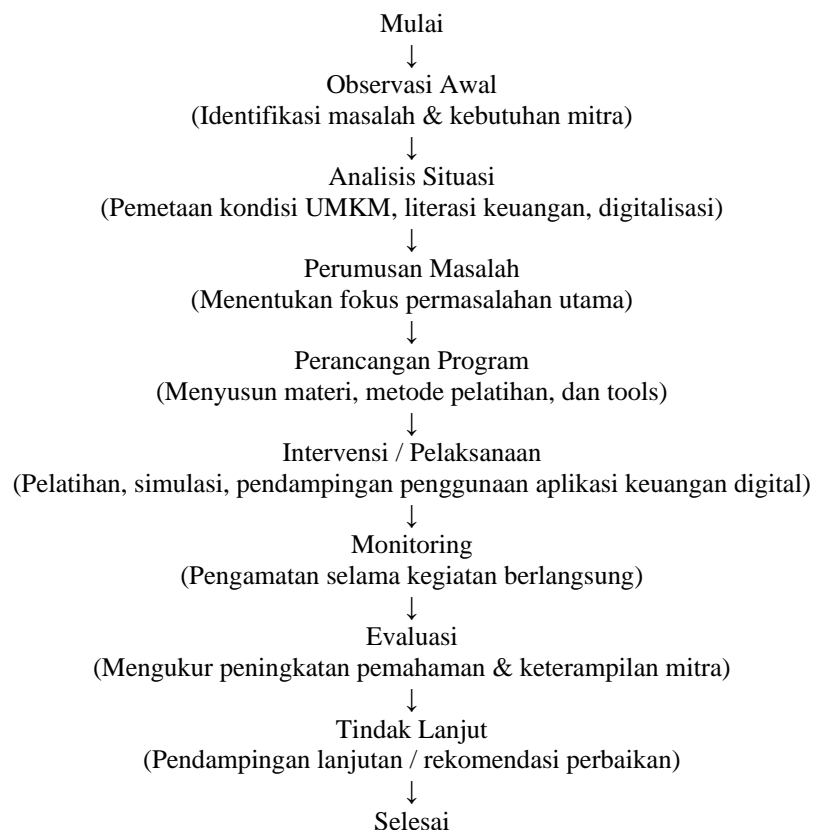 Mulai
↓
Observasi Awal
(Identifikasi masalah & kebutuhan mitra)
↓
Analisis Situasi
(Pemetaan kondisi UMKM, literasi keuangan, digitalisasi)
↓
Perumusan Masalah
(Menentukan fokus permasalahan utama)
↓
Perancangan Program
(Menyusun materi, metode pelatihan, dan tools)
↓
Intervensi / Pelaksanaan
(Pelatihan, simulasi, pendampingan penggunaan aplikasi keuangan digital)
↓
Monitoring
(Pengamatan selama kegiatan berlangsung)
↓
Evaluasi
(Mengukur peningkatan pemahaman & keterampilan mitra)
↓
Tindak Lanjut
(Pendampingan lanjutan / rekomendasi perbaikan)
↓
Selesai